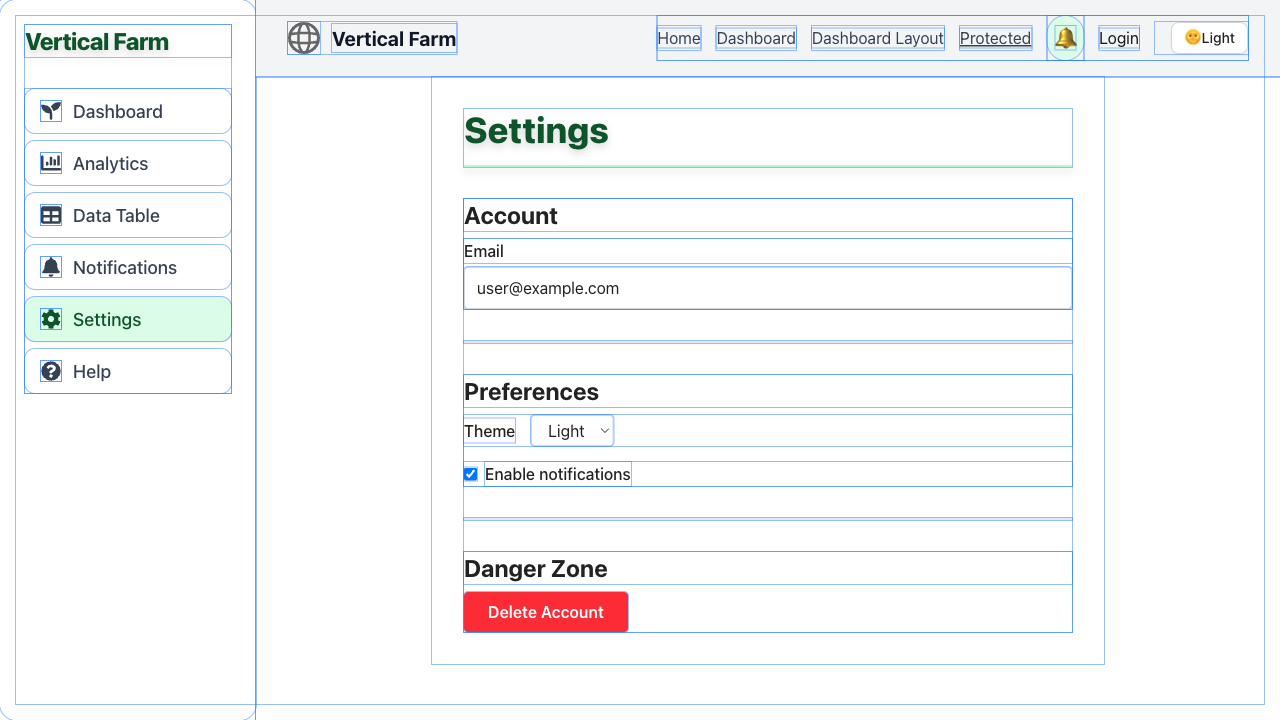 Vertical Farm
Dashboard
Analytics
Data Table
Notifications
Settings
Help
Vertical Farm
Home
Dashboard
Dashboard Layout
Protected
Login
Light
Settings
Account
Email
user@example.com
Preferences
Theme
Light
Enable notifications
Danger Zone
Delete Account